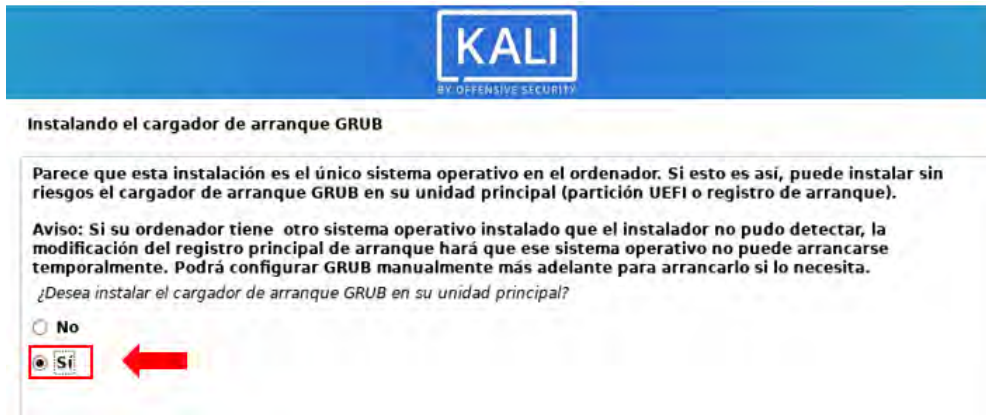 KALI
BY OFFENSIVE SECURITY
Instalando el cargador de arranque GRUB
Parece que esta instalación es el único sistema operativo en el ordenador. Si esto es así, puede instalar sin
riesgos el cargador de arranque GRUB en su unidad principal (partición UEFI o registro de arranque).
Aviso: Si su ordenador tiene otro sistema operativo instalado que el instalador no pudo detectar, la
modificación del registro principal de arranque hará que ese sistema operativo no puede arrancarse
temporalmente. Podrá configurar GRUB manualmente más adelante para arrancarlo si lo necesita.
¿Desea instalar el cargador de arranque GRUB en su unidad principal?
No
Sí